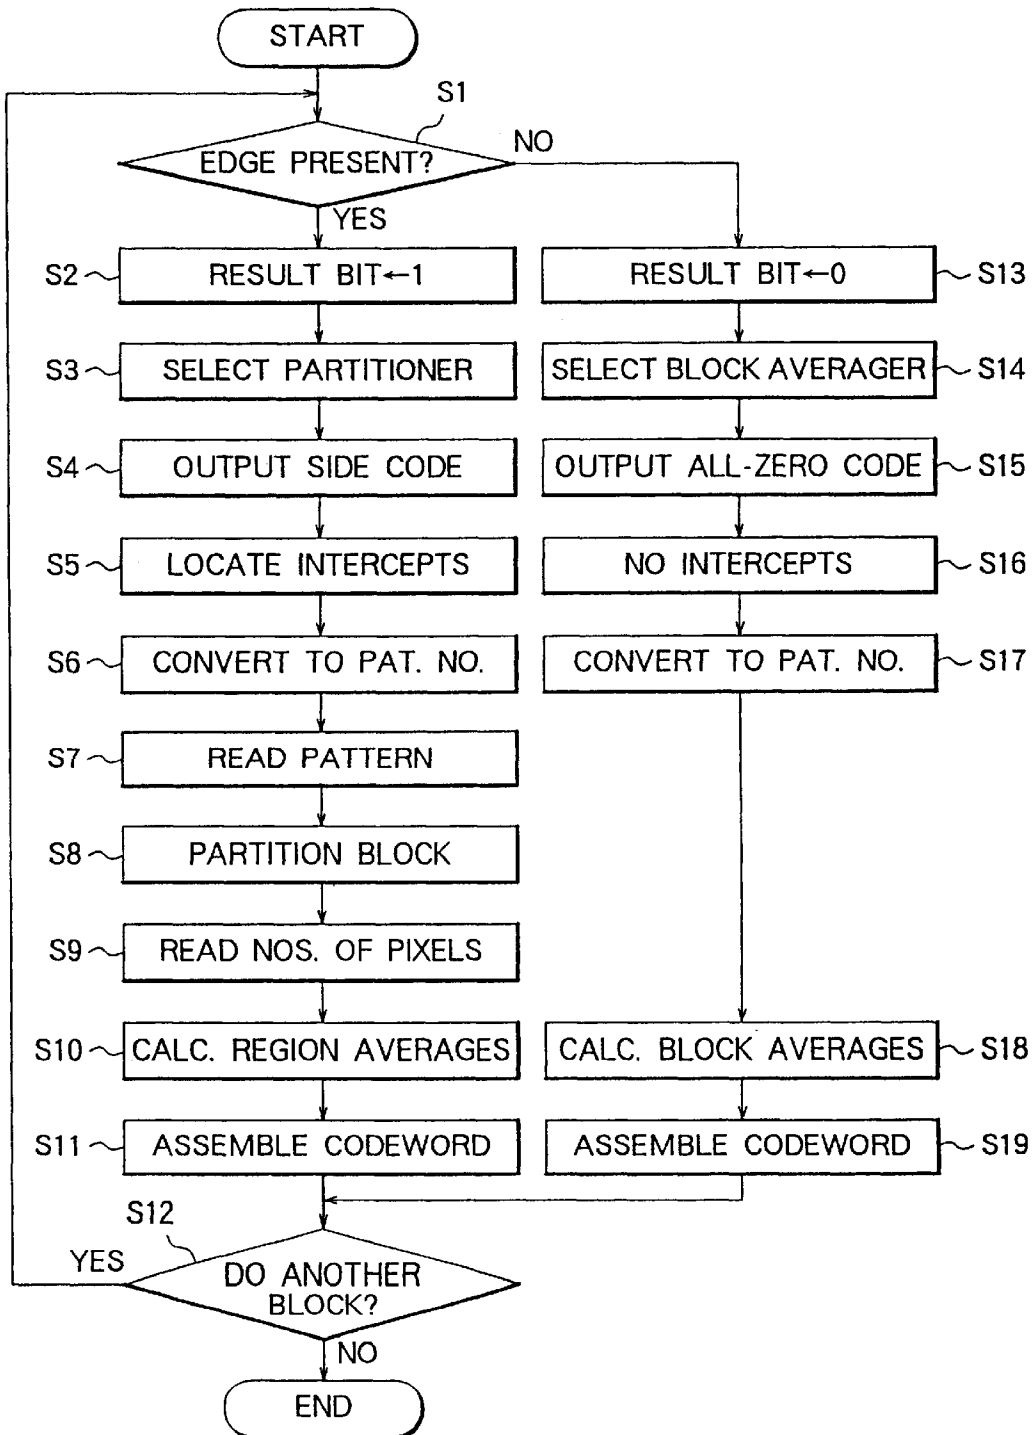 START
S1
EDGE PRESENT?
NO
YES
S2
RESULT BIT←1
RESULT BIT←0
S13
S3
SELECT PARTITIONER
SELECT BLOCK AVERAGER
S14
S4
OUTPUT SIDE CODE
OUTPUT ALL-ZERO CODE
S15
S5
LOCATE INTERCEPTS
NO INTERCEPTS
S16
S6
CONVERT TO PAT. NO.
CONVERT TO PAT. NO.
S17
S7
READ PATTERN
S8
PARTITION BLOCK
S9
READ NOS. OF PIXELS
S10
CALC. REGION AVERAGES
CALC. BLOCK AVERAGES
S18
S11
ASSEMBLE CODEWORD
ASSEMBLE CODEWORD
S19
S12
YES
DO ANOTHER
BLOCK?
NO
END